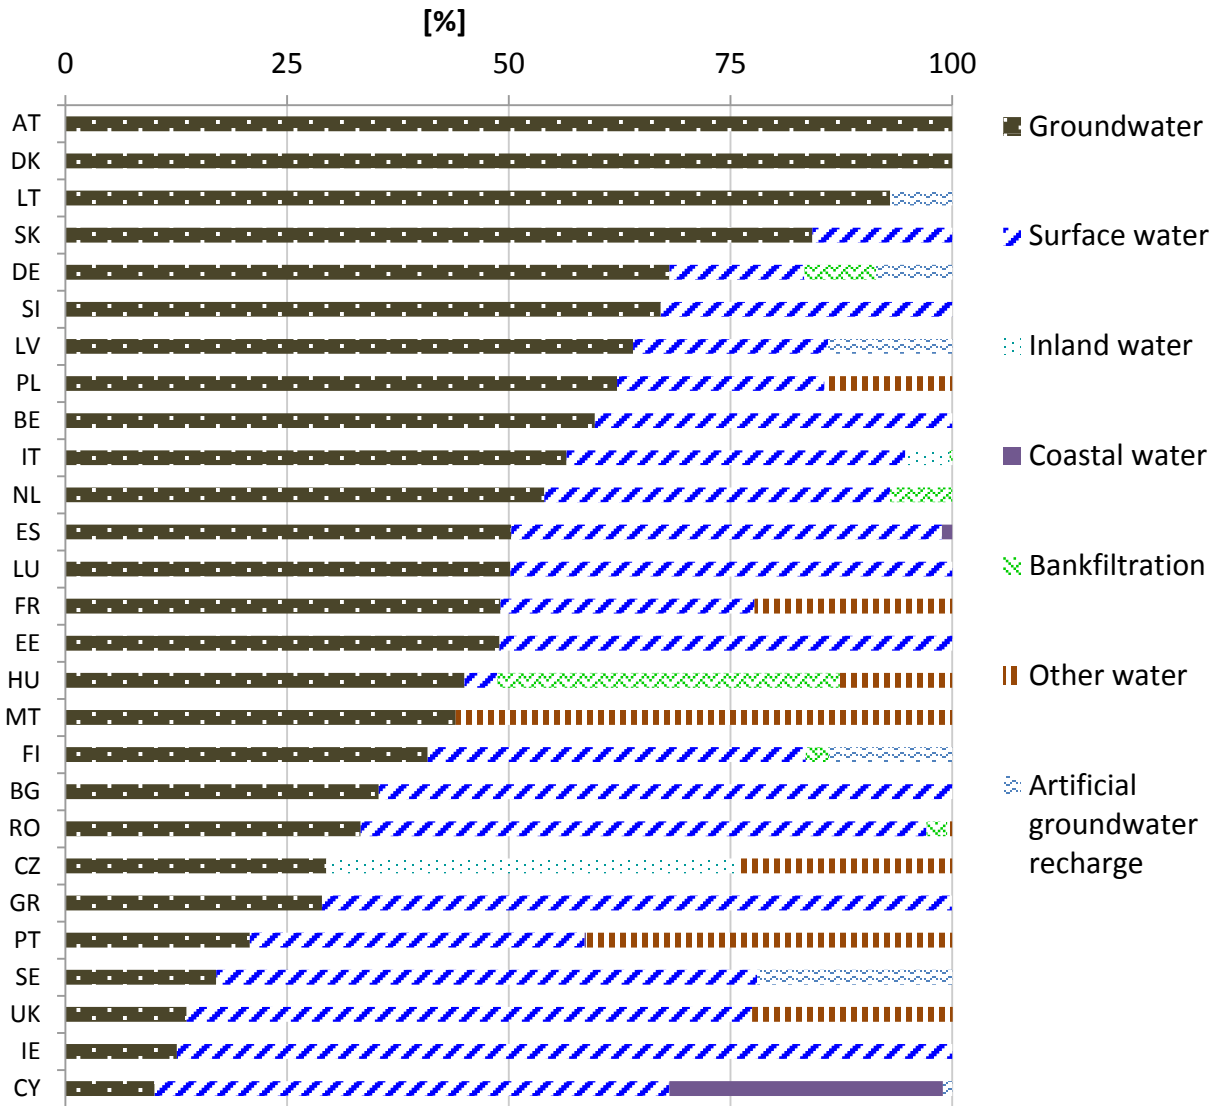 [%]
0 25 50 75 100
AT
DK
LT
SK
DE
SI
LV
PL
BE
IT
NL
ES
LU
FR
EE
HU
MT
FI
BG
RO
CZ
GR
PT
SE
UK
IE
CY
Groundwater
Surface water
Inland water
Coastal water
Bankfiltration
Other water
Artificial
groundwater
recharge